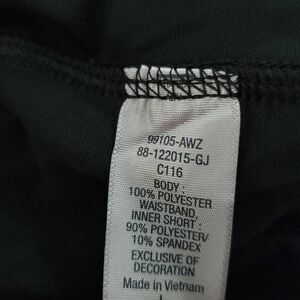 99105-AWZ
88-122015-GJ
C116
BODY :
100% POLYESTER
WAISTBAND,
INNER SHORT :
90% POLYESTER/
10% SPANDEX
EXCLUSIVE OF
DECORATION
Made in Vietnam